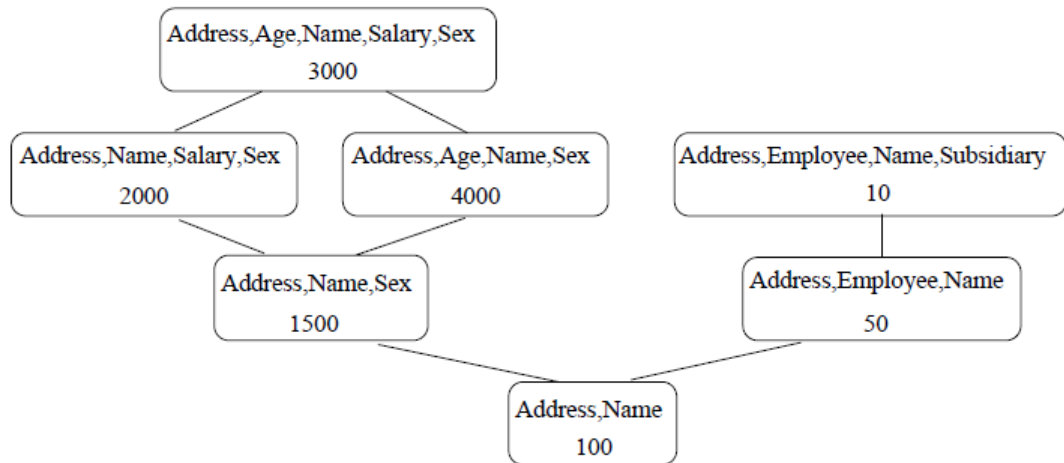 Address,Age,Name,Salary,Sex
3000
Address,Name,Salary,Sex
2000
Address,Age,Name,Sex
4000
Address,Employee,Name,Subsidiary
10
Address,Name,Sex
1500
Address,Employee,Name
50
Address,Name
100